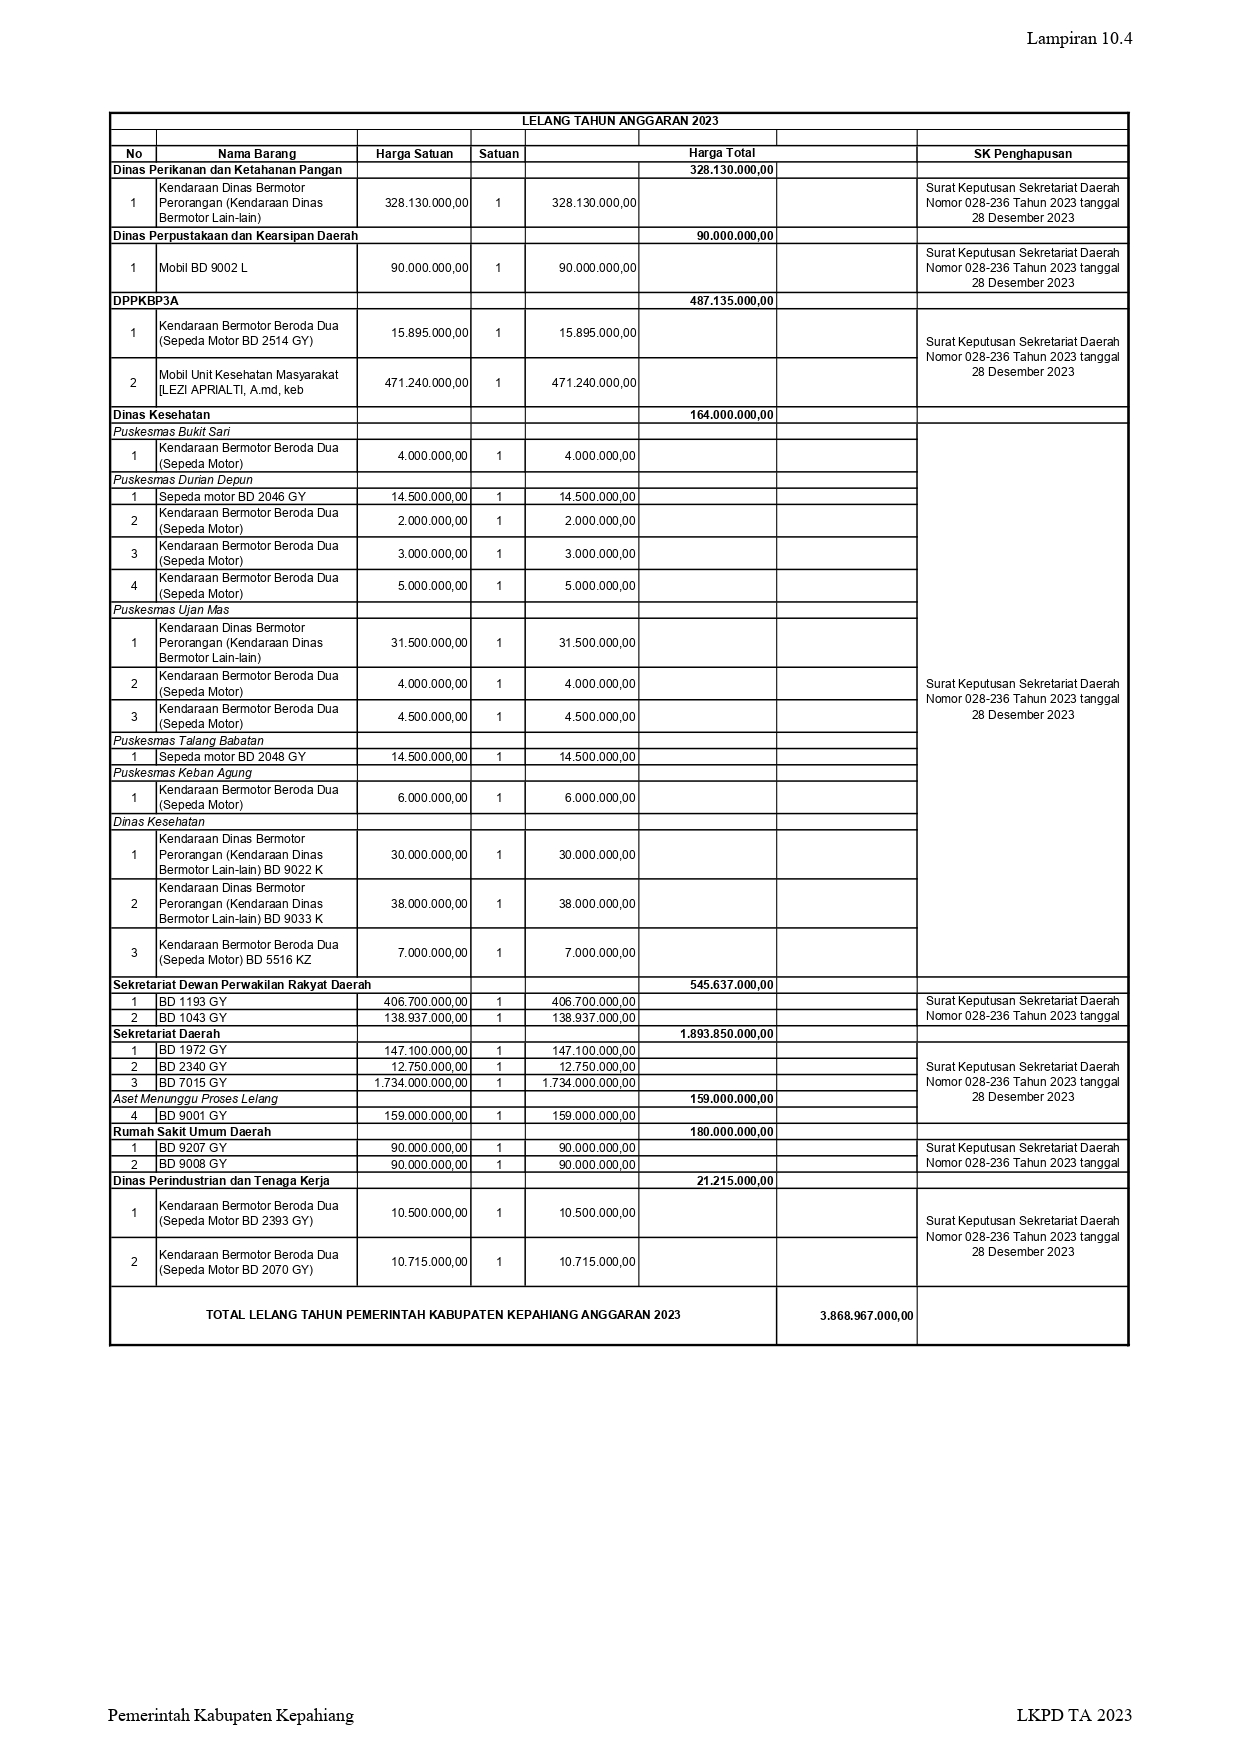 Lampiran 10.4
LELANG TAHUN ANGGARAN 2023
No Nama Barang Harga Satuan Satuan Harga Total SK Penghapusan
Dinas Perikanan dan Ketahanan Pangan 328.130.000,00
1 Kendaraan Dinas Bermotor Perorangan (Kendaraan Dinas Bermotor Lain-lain) 328.130.000,00 1 328.130.000,00 Surat Keputusan Sekretariat Daerah Nomor 028-236 Tahun 2023 tanggal 28 Desember 2023
Dinas Perpustakaan dan Kearsipan Daerah 90.000.000,00
1 Mobil BD 9002 L 90.000.000,00 1 90.000.000,00 Surat Keputusan Sekretariat Daerah Nomor 028-236 Tahun 2023 tanggal 28 Desember 2023
DPPKBP3A 487.135.000,00
1 Kendaraan Bermotor Beroda Dua (Sepeda Motor BD 2514 GY) 15.895.000,00 1 15.895.000,00 Surat Keputusan Sekretariat Daerah Nomor 028-236 Tahun 2023 tanggal 28 Desember 2023
2 Mobil Unit Kesehatan Masyarakat [LEZI APRIALTI, A.md, keb 471.240.000,00 1 471.240.000,00
Dinas Kesehatan 164.000.000,00
Puskesmas Bukit Sari
1 Kendaraan Bermotor Beroda Dua (Sepeda Motor) 4.000.000,00 1 4.000.000,00
Puskesmas Durian Depun
1 Sepeda motor BD 2046 GY 14.500.000,00 1 14.500.000,00
2 Kendaraan Bermotor Beroda Dua (Sepeda Motor) 2.000.000,00 1 2.000.000,00
3 Kendaraan Bermotor Beroda Dua (Sepeda Motor) 3.000.000,00 1 3.000.000,00
4 Kendaraan Bermotor Beroda Dua (Sepeda Motor) 5.000.000,00 1 5.000.000,00
Puskesmas Ujan Mas
1 Kendaraan Dinas Bermotor Perorangan (Kendaraan Dinas Bermotor Lain-lain) 31.500.000,00 1 31.500.000,00
2 Kendaraan Bermotor Beroda Dua (Sepeda Motor) 4.000.000,00 1 4.000.000,00 Surat Keputusan Sekretariat Daerah Nomor 028-236 Tahun 2023 tanggal 28 Desember 2023
3 Kendaraan Bermotor Beroda Dua (Sepeda Motor) 4.500.000,00 1 4.500.000,00
Puskesmas Talang Babatan
1 Sepeda motor BD 2048 GY 14.500.000,00 1 14.500.000,00
Puskesmas Keban Agung
1 Kendaraan Bermotor Beroda Dua (Sepeda Motor) 6.000.000,00 1 6.000.000,00
Dinas Kesehatan
1 Kendaraan Dinas Bermotor Perorangan (Kendaraan Dinas Bermotor Lain-lain) BD 9022 K 30.000.000,00 1 30.000.000,00
2 Kendaraan Dinas Bermotor Perorangan (Kendaraan Dinas Bermotor Lain-lain) BD 9033 K 38.000.000,00 1 38.000.000,00
3 Kendaraan Bermotor Beroda Dua (Sepeda Motor) BD 5516 KZ 7.000.000,00 1 7.000.000,00
Sekretariat Dewan Perwakilan Rakyat Daerah 545.637.000,00
1 BD 1193 GY 406.700.000,00 1 406.700.000,00 Surat Keputusan Sekretariat Daerah
2 BD 1043 GY 138.937.000,00 1 138.937.000,00 Nomor 028-236 Tahun 2023 tanggal
Sekretariat Daerah 1.893.850.000,00
1 BD 1972 GY 147.100.000,00 1 147.100.000,00
2 BD 2340 GY 12.750.000,00 1 12.750.000,00 Surat Keputusan Sekretariat Daerah
3 BD 7015 GY 1.734.000.000,00 1 1.734.000.000,00 Nomor 028-236 Tahun 2023 tanggal
Aset Menunggu Proses Lelang 159.000.000,00 28 Desember 2023
4 BD 9001 GY 159.000.000,00 1 159.000.000,00
Rumah Sakit Umum Daerah 180.000.000,00
1 BD 9207 GY 90.000.000,00 1 90.000.000,00 Surat Keputusan Sekretariat Daerah
2 BD 9008 GY 90.000.000,00 1 90.000.000,00 Nomor 028-236 Tahun 2023 tanggal
Dinas Perindustrian dan Tenaga Kerja 21.215.000,00
1 Kendaraan Bermotor Beroda Dua (Sepeda Motor BD 2393 GY) 10.500.000,00 1 10.500.000,00 Surat Keputusan Sekretariat Daerah Nomor 028-236 Tahun 2023 tanggal 28 Desember 2023
2 Kendaraan Bermotor Beroda Dua (Sepeda Motor BD 2070 GY) 10.715.000,00 1 10.715.000,00
TOTAL LELANG TAHUN PEMERINTAH KABUPATEN KEPAHIANG ANGGARAN 2023 3.868.967.000,00
Pemerintah Kabupaten Kepahiang LKPD TA 2023